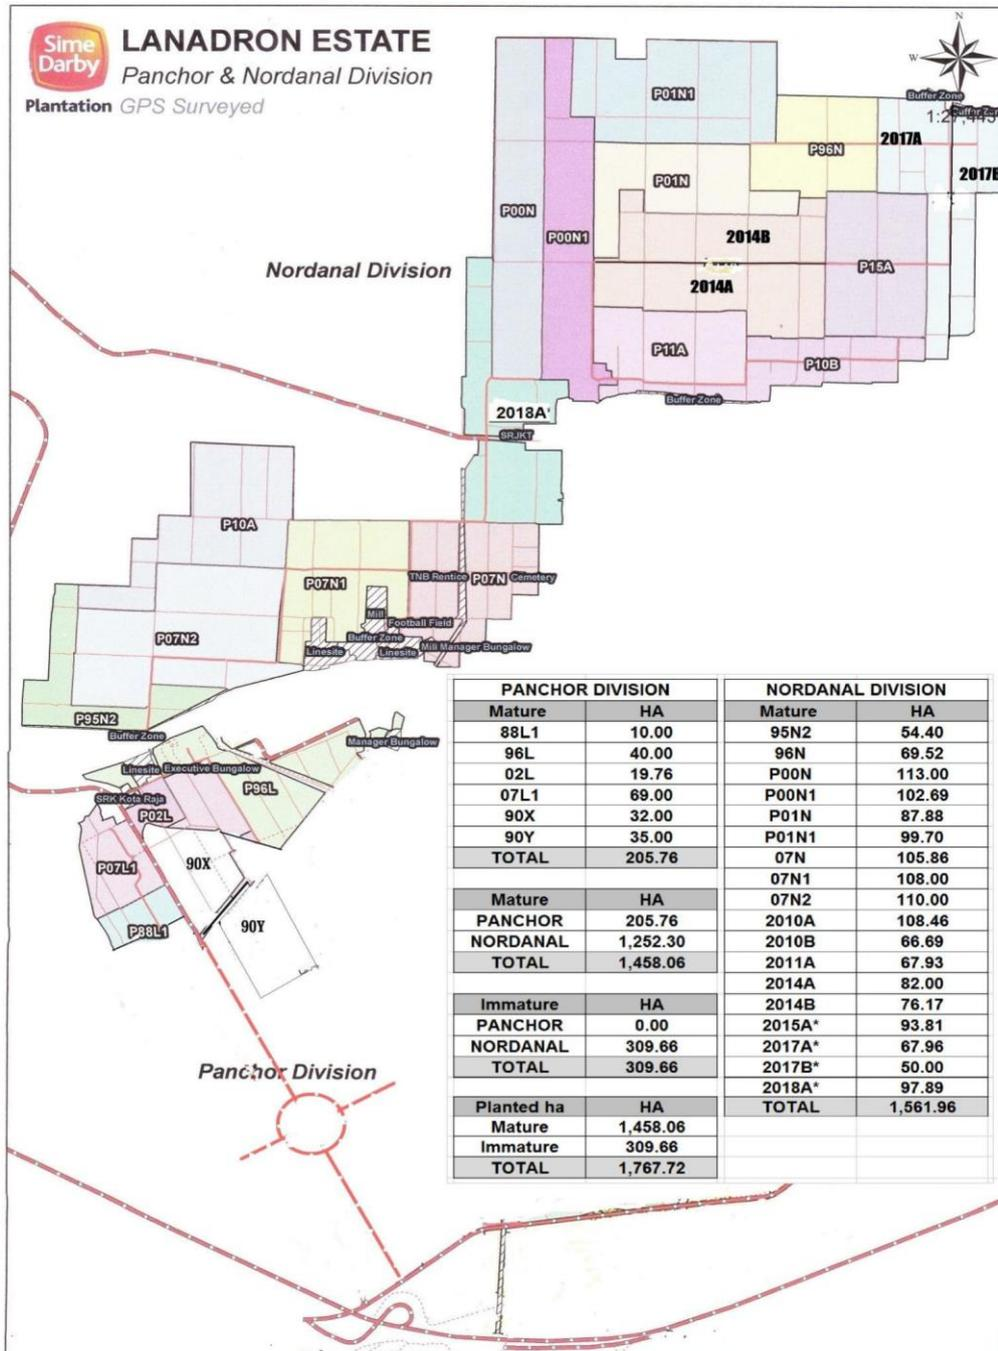 Sime
Darby
Plantation
LANADRON ESTATE
Panchor & Nordanal Division
GPS Surveyed
N
W
Buffer Zone
P01N1
P96N
2017A
P01N
P00N
P00N1
2014B
Nordanal Division
P15A
2014A
P11A
P10B
Buffer Zone
2018A*
SRJKT
P10A
P07N1
TNB Rentice
P07N
Cemetery
Mill
Football Field
P07N2
Buffer Zone
Linesite
Linesite
Mill Manager Bungalow
P95N2
Buffer Zone
Manager Bungalow
Linesite
Executive Bungalow
P96L
SRK Kota Raja
P02L
P07L1
90X
P88L1
90Y
Panchor Division
PANCHOR DIVISION
Mature HA
88L1 10.00
96L 40.00
02L 19.76
07L1 69.00
90X 32.00
90Y 35.00
TOTAL 205.76
Mature HA
PANCHOR 205.76
NORDANAL 1,252.30
TOTAL 1,458.06
Immature HA
PANCHOR 0.00
NORDANAL 309.66
TOTAL 309.66
Planted ha HA
Mature 1,458.06
Immature 309.66
TOTAL 1,767.72
NORDANAL DIVISION
Mature HA
95N2 54.40
96N 69.52
P00N 113.00
P00N1 102.69
P01N 87.88
P01N1 99.70
07N 105.86
07N1 108.00
07N2 110.00
2010A 108.46
2010B 66.69
2011A 67.93
2014A 82.00
2014B 76.17
2015A* 93.81
2017A* 67.96
2017B* 50.00
2018A* 97.89
TOTAL 1,561.96